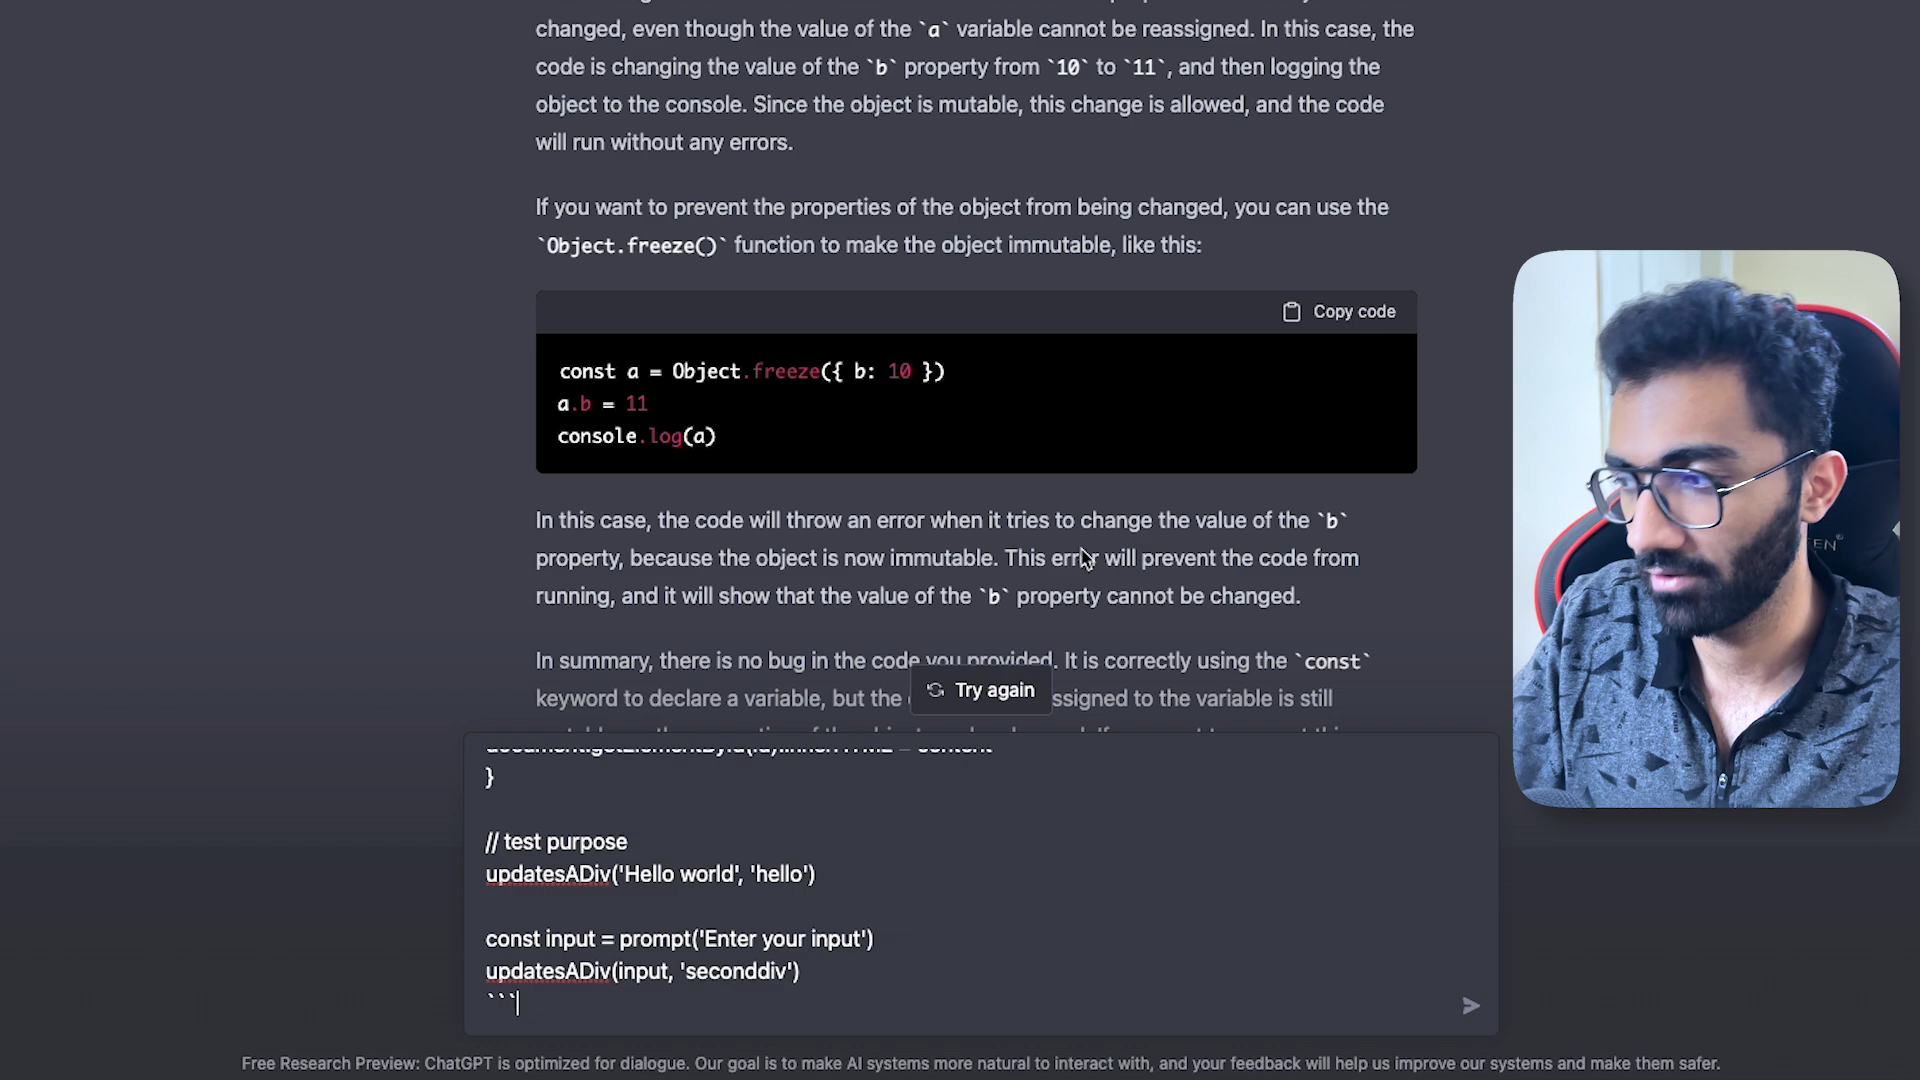 changed, even though the value of the `a` variable cannot be reassigned. In this case, the
code is changing the value of the `b` property from `10` to `11`, and then logging the
object to the console. Since the object is mutable, this change is allowed, and the code
will run without any errors.
If you want to prevent the properties of the object from being changed, you can use the
`Object.freeze()` function to make the object immutable, like this:
Copy code
const a = Object.freeze({ b: 10 })
a.b = 11
console.log(a)
In this case, the code will throw an error when it tries to change the value of the `b`
property, because the object is now immutable. This error will prevent the code from
running, and it will show that the value of the `b` property cannot be changed.
In summary, there is no bug in the code you provided. It is correctly using the `const`
Try again
keyword to declare a variable, but the ssigned to the variable is still
document.getElementById(id).innerHTML = content
}
// test purpose
updatesADiv('Hello world', 'hello')
const input = prompt('Enter your input')
updatesADiv(input, 'seconddiv')
```
Free Research Preview: ChatGPT is optimized for dialogue. Our goal is to make AI systems more natural to interact with, and your feedback will help us improve our systems and make them safer.